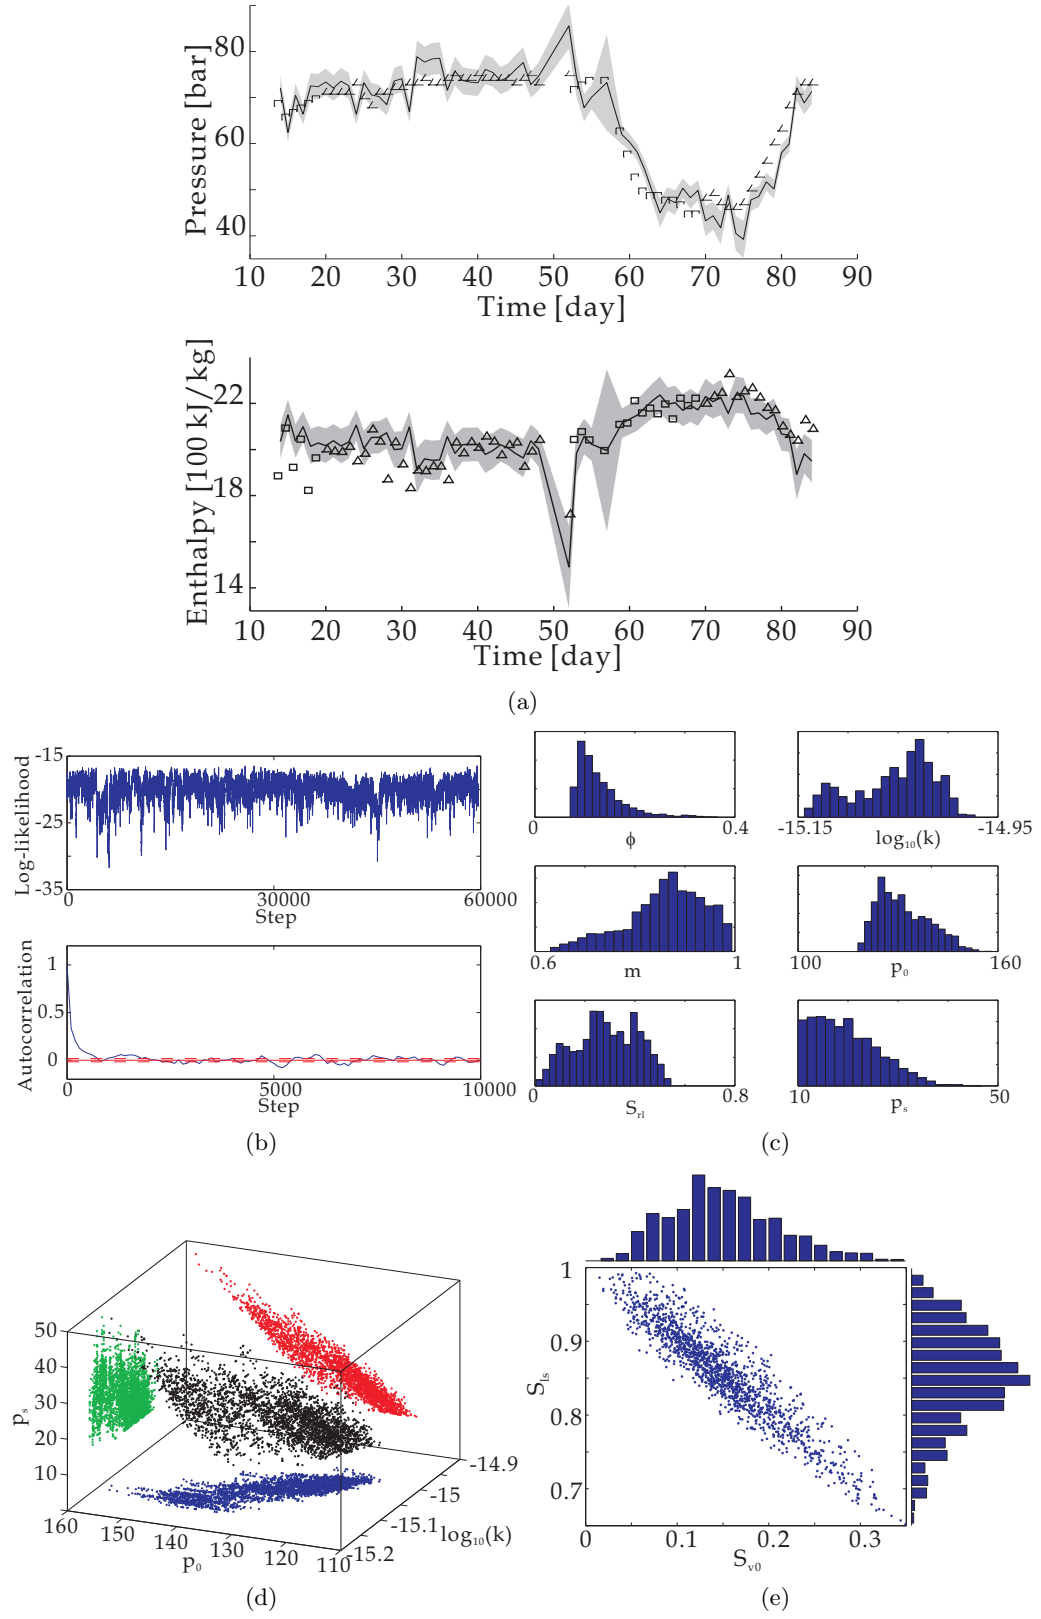 80
60
40
Pressure [bar]
10 20 30 40 50 60 70 80 90
Time [day]
22
18
14
Enthalpy [100 kJ/kg]
10 20 30 40 50 60 70 80 90
Time [day]
(a)
-15
-25
-35
Log-likelihood
0 30000 60000
Step
1
0.5
0
Autocorrelation
0 5000 10000
Step
(b)
0 0.4
ϕ
-15.15 -14.95
log₁₀(k)
0.6 1
m
100 160
p₀
0 0.8
Sᵣₗ
10 50
pₛ
(c)
50
40
30
20
10
pₛ
160 150 140 130 120 110
p₀
-14.9
-15
-15.1
-15.2
log₁₀(k)
(d)
1
0.9
0.8
0.7
Sₗₛ
0 0.1 0.2 0.3
Sᵥ₀
(e)